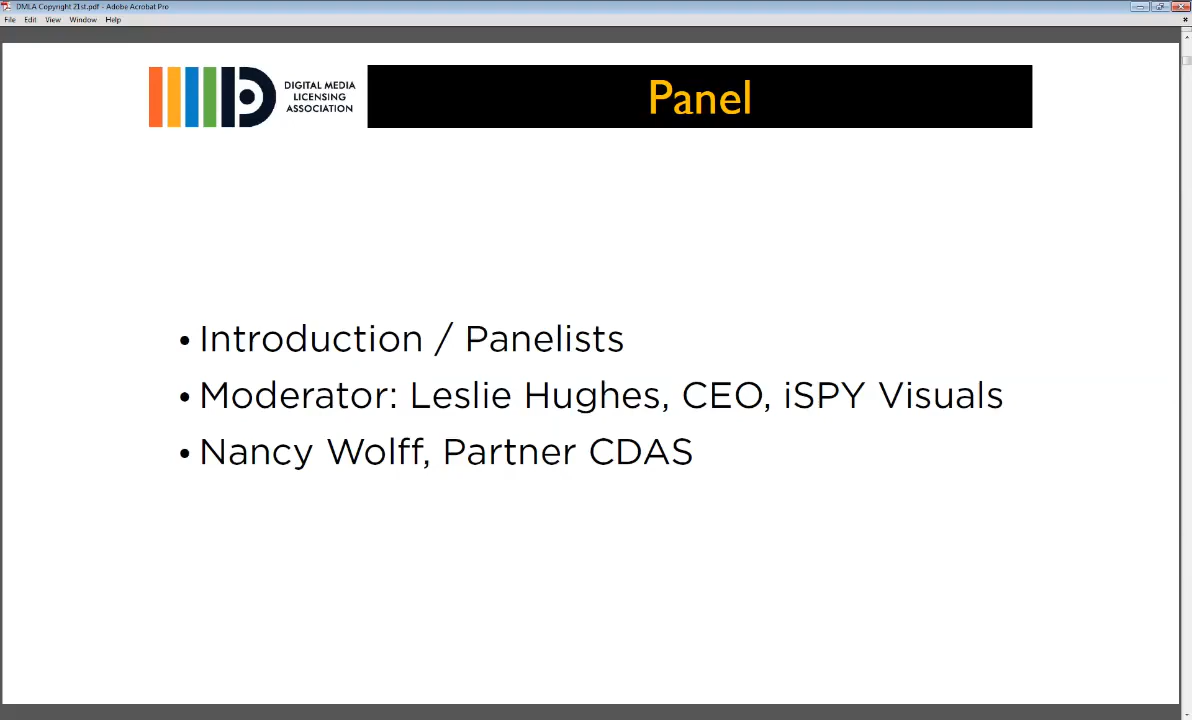 DMLA Copyright 21st.pdf - Adobe Acrobat Pro
File Edit View Window Help
DIGITAL MEDIA
LICENSING
ASSOCIATION
Panel
• Introduction / Panelists
• Moderator: Leslie Hughes, CEO, iSPY Visuals
• Nancy Wolff, Partner CDAS